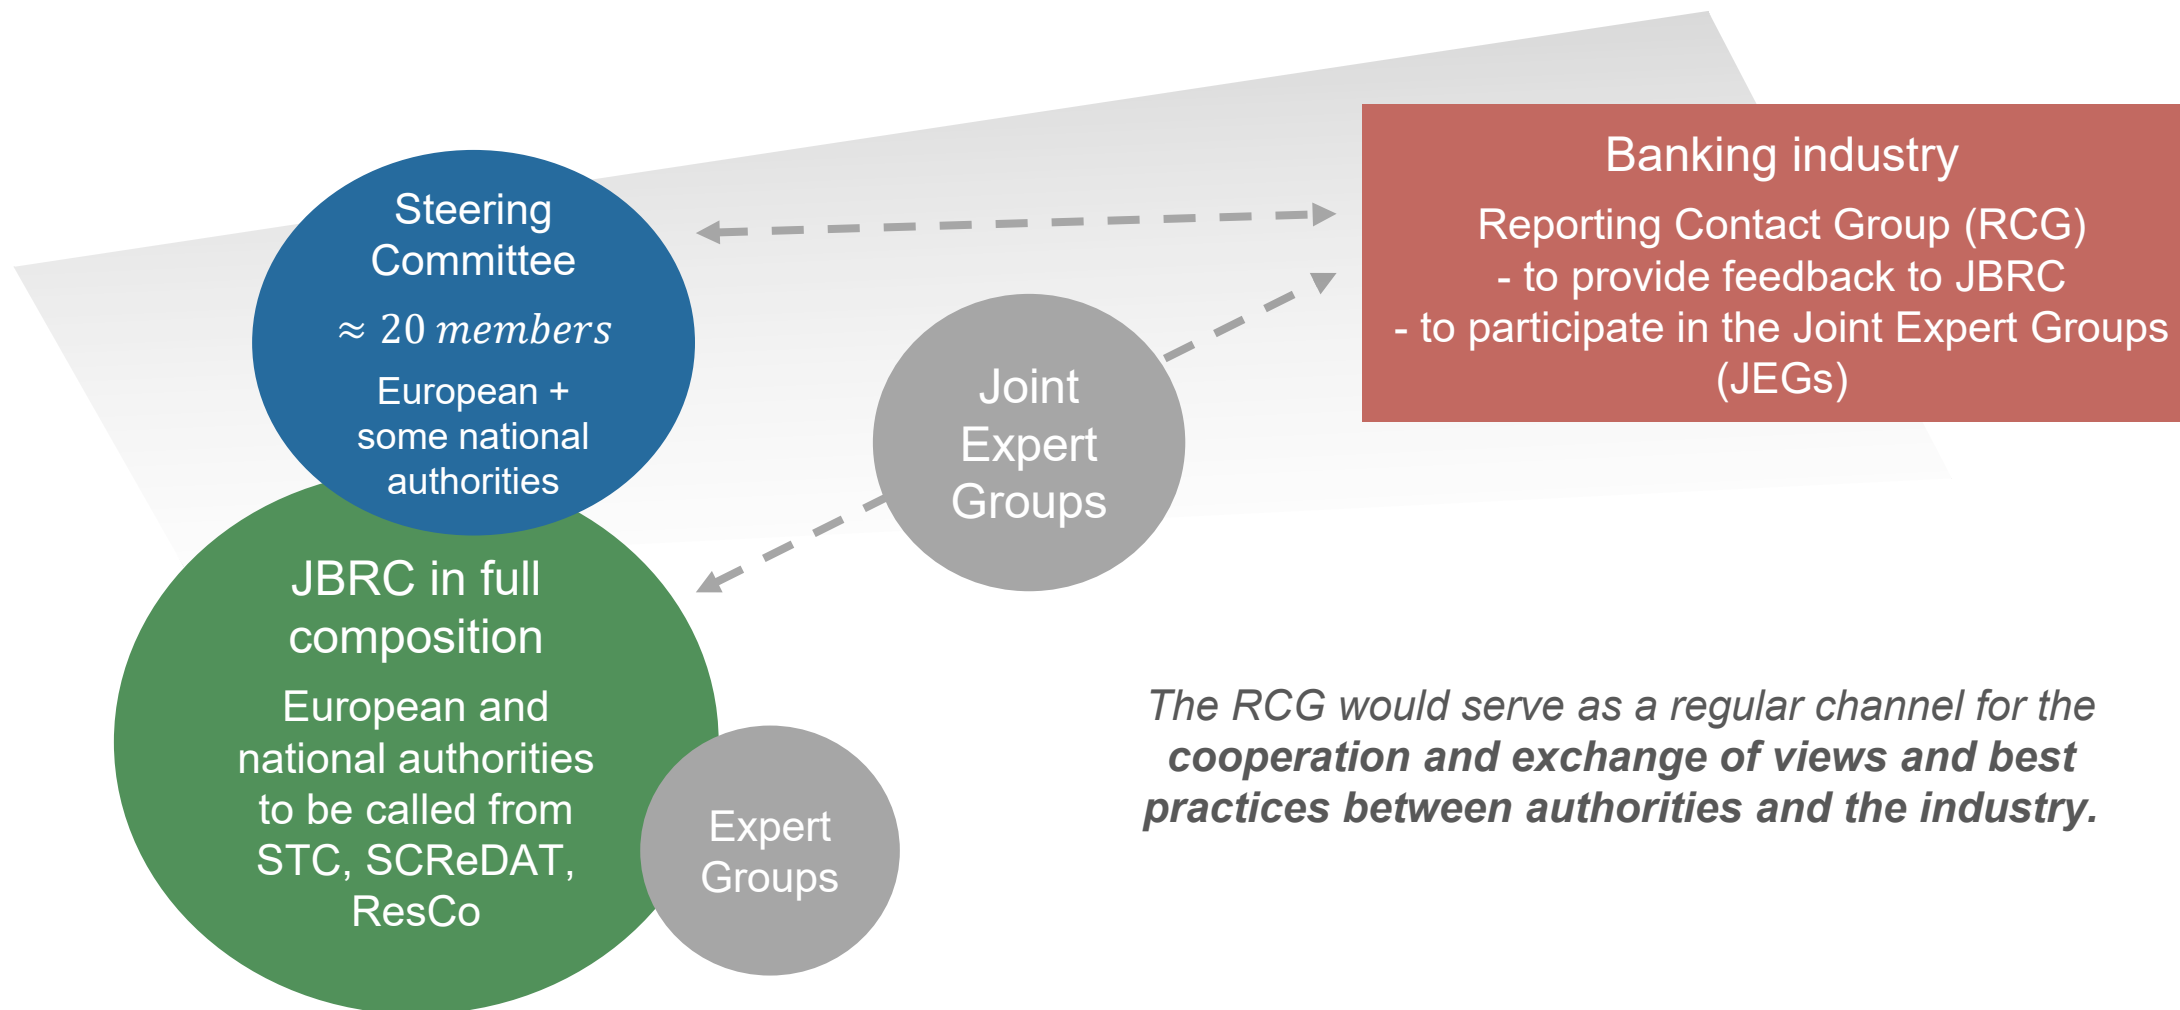 Steering
Committee
≈ 20 members
European +
some national
authorities
JBRC in full
composition
European and
national authorities
to be called from
STC, SCReDAT,
ResCo
Expert
Groups
Joint
Expert
Groups
Banking industry
Reporting Contact Group (RCG)
- to provide feedback to JBRC
- to participate in the Joint Expert Groups
(JEGs)
The RCG would serve as a regular channel for the
cooperation and exchange of views and best
practices between authorities and the industry.